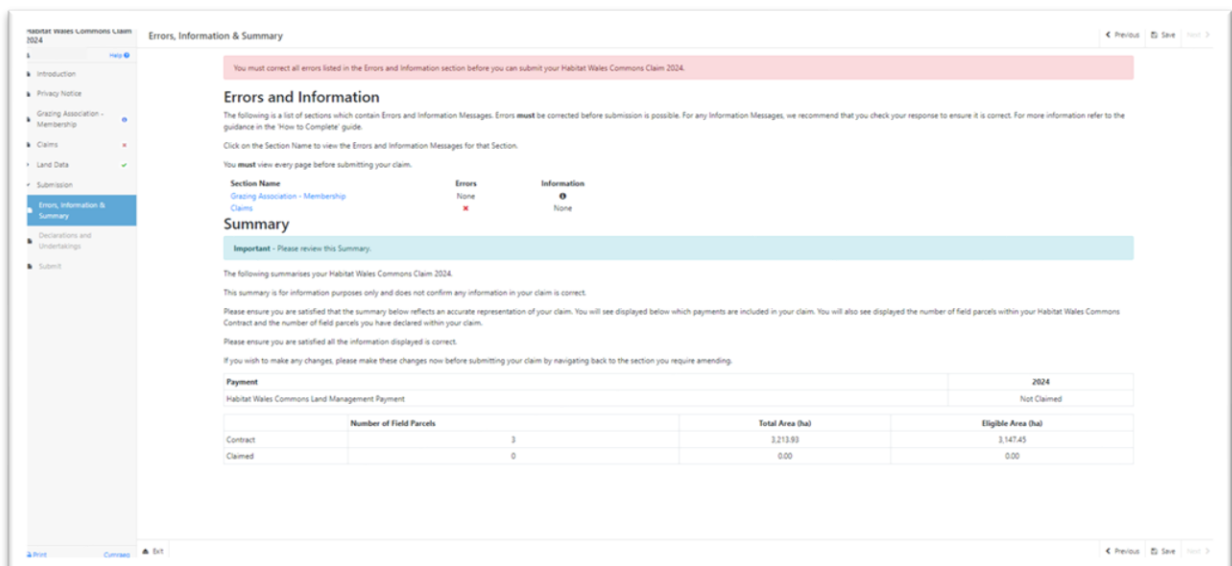 Habitat Wales Commons Claim
2024
Help
Introduction
Privacy Notice
Grazing Association -
Membership
Claims
Land Data
Submission
Errors, Information &
Summary
Declarations and
Undertakings
Submit
Print
Cymraeg
Errors, Information & Summary
Previous Save Next
You must correct all errors listed in the Errors and Information section before you can submit your Habitat Wales Commons Claim 2024.
Errors and Information
The following is a list of sections which contain Errors and Information Messages. Errors must be corrected before submission is possible. For any Information Messages, we recommend that you check your response to ensure it is correct. For more information refer to the
guidance in the 'How to Complete' guide.
Click on the Section Name to view the Errors and Information Messages for that Section.
You must view every page before submitting your claim.
Section Name Errors Information
Grazing Association - Membership None
Claims None
Summary
Important - Please review this Summary.
The following summarises your Habitat Wales Commons Claim 2024.
This summary is for information purposes only and does not confirm any information in your claim is correct.
Please ensure you are satisfied that the summary below reflects an accurate representation of your claim. You will see displayed below which payments are included in your claim. You will also see displayed the number of field parcels within your Habitat Wales Commons
Contract and the number of field parcels you have declared within your claim.
Please ensure you are satisfied all the information displayed is correct.
If you wish to make any changes, please make these changes now before submitting your claim by navigating back to the section you require amending.
Payment 2024
Habitat Wales Commons Land Management Payment Not Claimed
Number of Field Parcels Total Area (ha) Eligible Area (ha)
Contract 3 3,213.93 3,147.45
Claimed 0 0.00 0.00
Exit
Previous Save Next